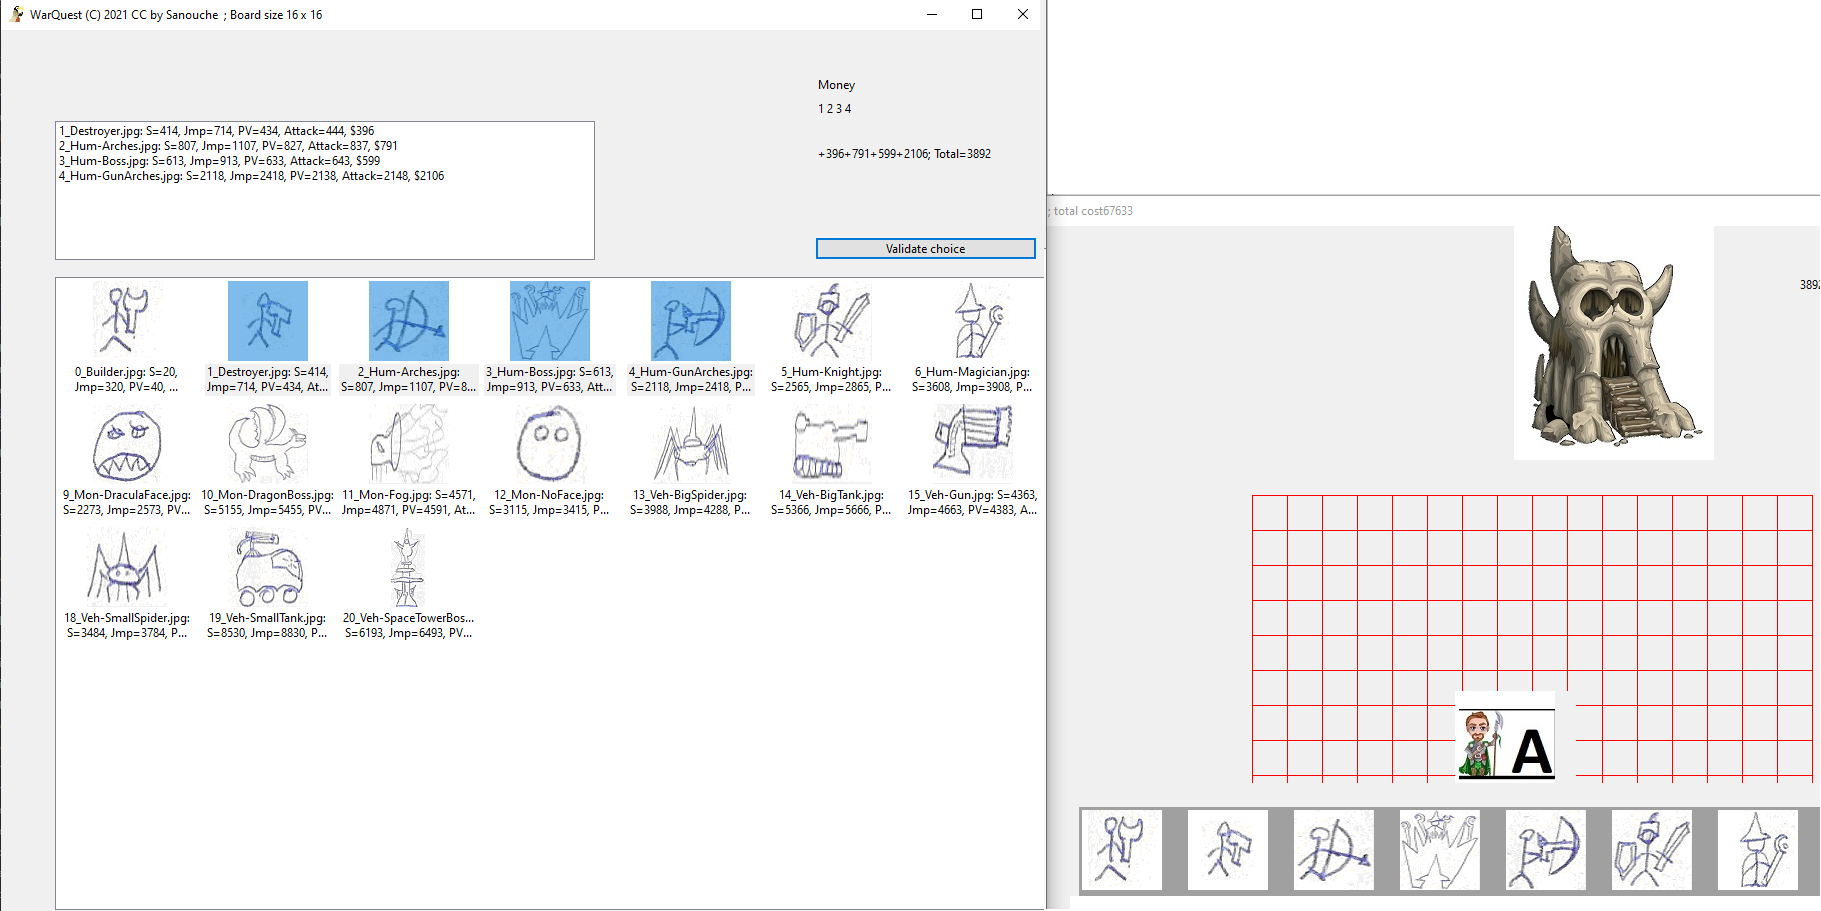 WarQuest (C) 2021 CC by Sanouche ; Board size 16 x 16
Money
1 2 3 4
1_Destroyer.jpg: S=414, Jmp=714, PV=434, Attack=444, $396
2_Hum-Arches.jpg: S=807, Jmp=1107, PV=827, Attack=837, $791
3_Hum-Boss.jpg: S=613, Jmp=913, PV=633, Attack=643, $599
4_Hum-GunArches.jpg: S=2118, Jmp=2418, PV=2138, Attack=2148, $2106
+396+791+599+2106; Total=3892
Validate choice
0_Builder.jpg: S=20,
Jmp=320, PV=40, ...
1_Destroyer.jpg: S=414,
Jmp=714, PV=434, At...
2_Hum-Arches.jpg:
S=807, Jmp=1107, PV=8...
3_Hum-Boss.jpg: S=613,
Jmp=913, PV=633, Att...
4_Hum-GunArches.jpg:
S=2118, Jmp=2418, P...
5_Hum-Knight.jpg:
S=2565, Jmp=2865, P...
6_Hum-Magician.jpg:
S=3608, Jmp=3908, P...
9_Mon-DraculaFace.jpg:
S=2273, Jmp=2573, PV...
10_Mon-DragonBoss.jpg:
S=5155, Jmp=5455, PV...
11_Mon-Fog.jpg: S=4571,
Jmp=4871, PV=4591, At...
12_Mon-NoFace.jpg:
S=3115, Jmp=3415, P...
13_Veh-BigSpider.jpg:
S=3988, Jmp=4288, P...
14_Veh-BigTank.jpg:
S=5366, Jmp=5666, P...
15_Veh-Gun.jpg: S=4363,
Jmp=4663, PV=4383, A...
18_Veh-SmallSpider.jpg:
S=3484, Jmp=3784, P...
19_Veh-SmallTank.jpg:
S=8530, Jmp=8830, P...
20_Veh-SpaceTowerBos...
S=6193, Jmp=6493, PV...
; total cost67633
3892
A